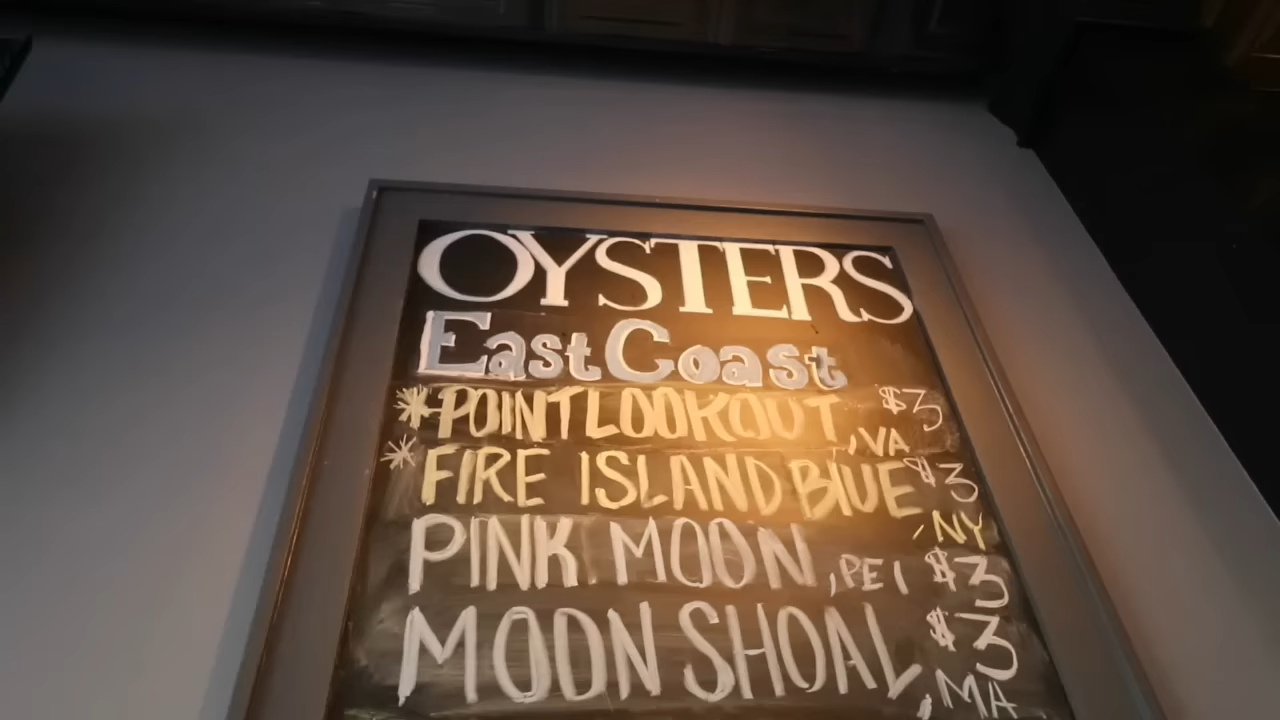 OYSTERS
East Coast
*POINT LOOKOUT, VA $3
*FIRE ISLAND BLUE, NY $3
PINK MOON, PEI $3
MOON SHOAL, MA $3